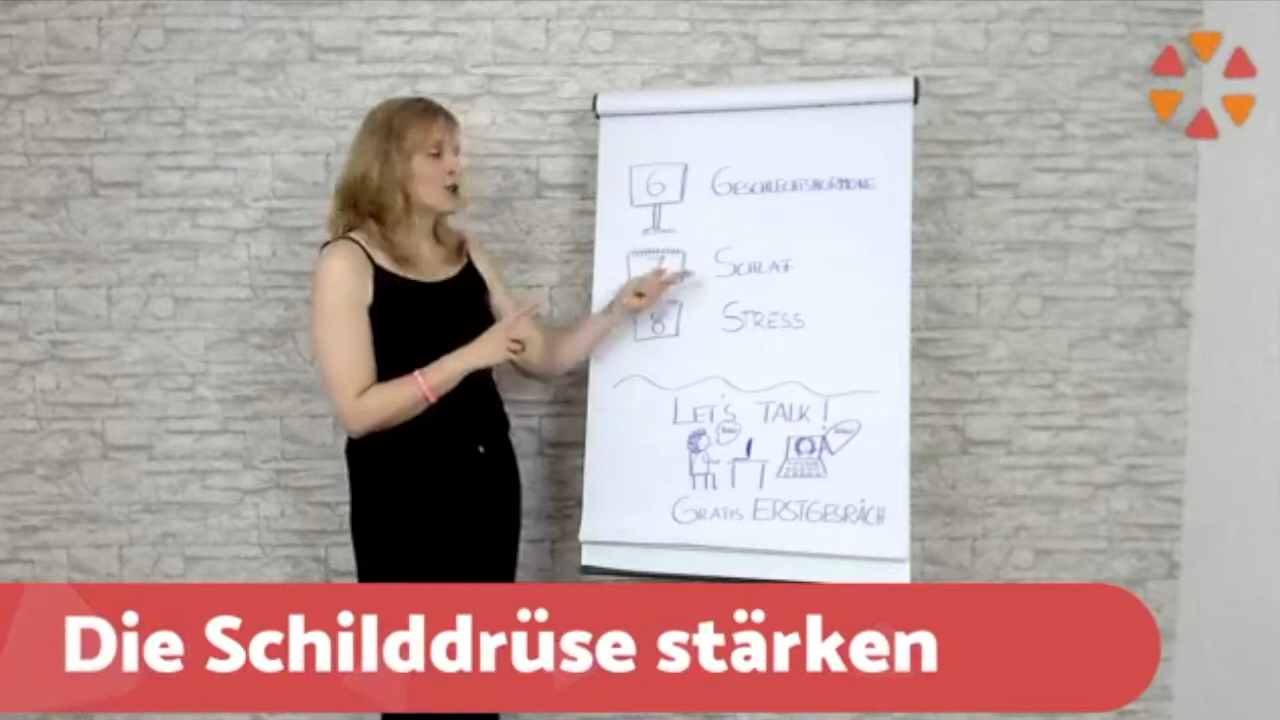 6 GESCHLECHTSHORMONE
SCHLAF
8 STRESS
LET'S TALK!
GRATIS ERSTGESPRÄCH
Die Schilddrüse stärken